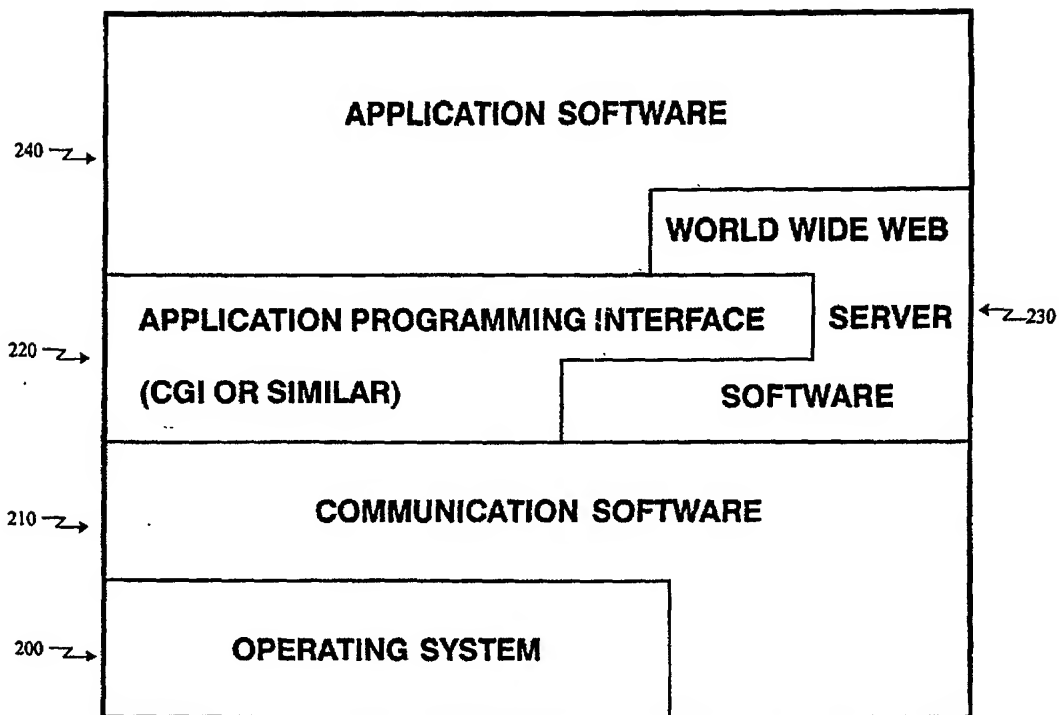 APPLICATION SOFTWARE
240
WORLD WIDE WEB
APPLICATION PROGRAMMING INTERFACE
SERVER
230
220
(CGI OR SIMILAR)
SOFTWARE
210
COMMUNICATION SOFTWARE
200
OPERATING SYSTEM